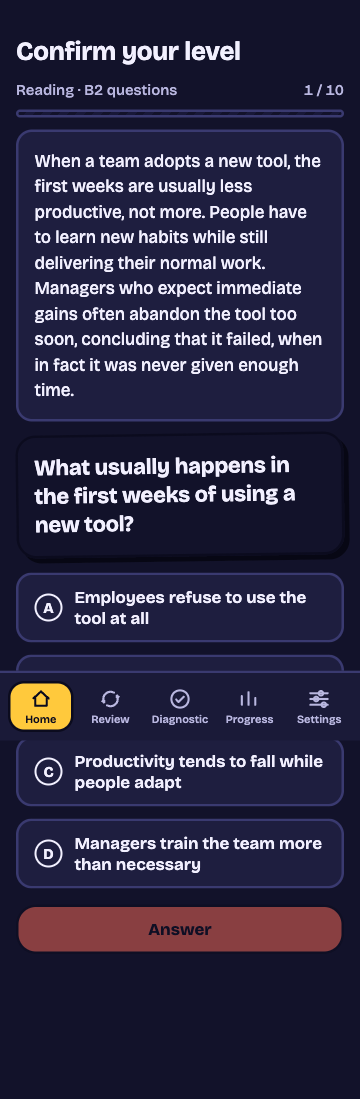 Confirm your level
Reading · B2 questions
1 / 10
When a team adopts a new tool, the
first weeks are usually less
productive, not more. People have
to learn new habits while still
delivering their normal work.
Managers who expect immediate
gains often abandon the tool too
soon, concluding that it failed, when
in fact it was never given enough
time.
What usually happens in
the first weeks of using a
new tool?
A
Employees refuse to use the
tool at all
Home
Review
Diagnostic
Progress
Settings
C
Productivity tends to fall while
people adapt
D
Managers train the team more
than necessary
Answer